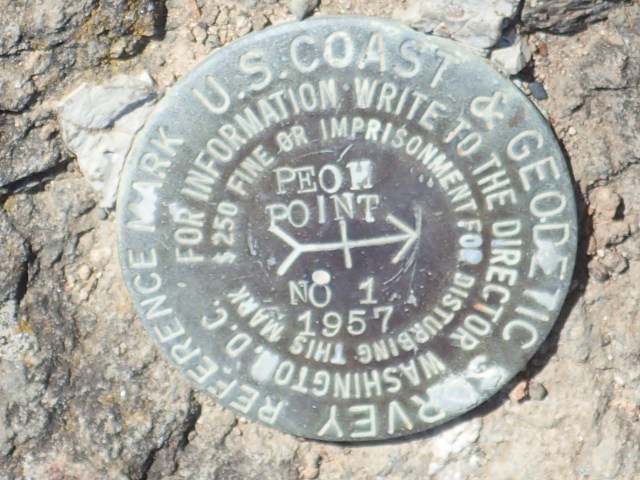 U.S. COAST & GEODETIC SURVEY
REFERENCE MARK
FOR INFORMATION WRITE TO THE DIRECTOR WASHINGTON, D.C.
$250 FINE OR IMPRISONMENT FOR DISTURBING THIS MARK
PEOH
POINT
NO 1
1957